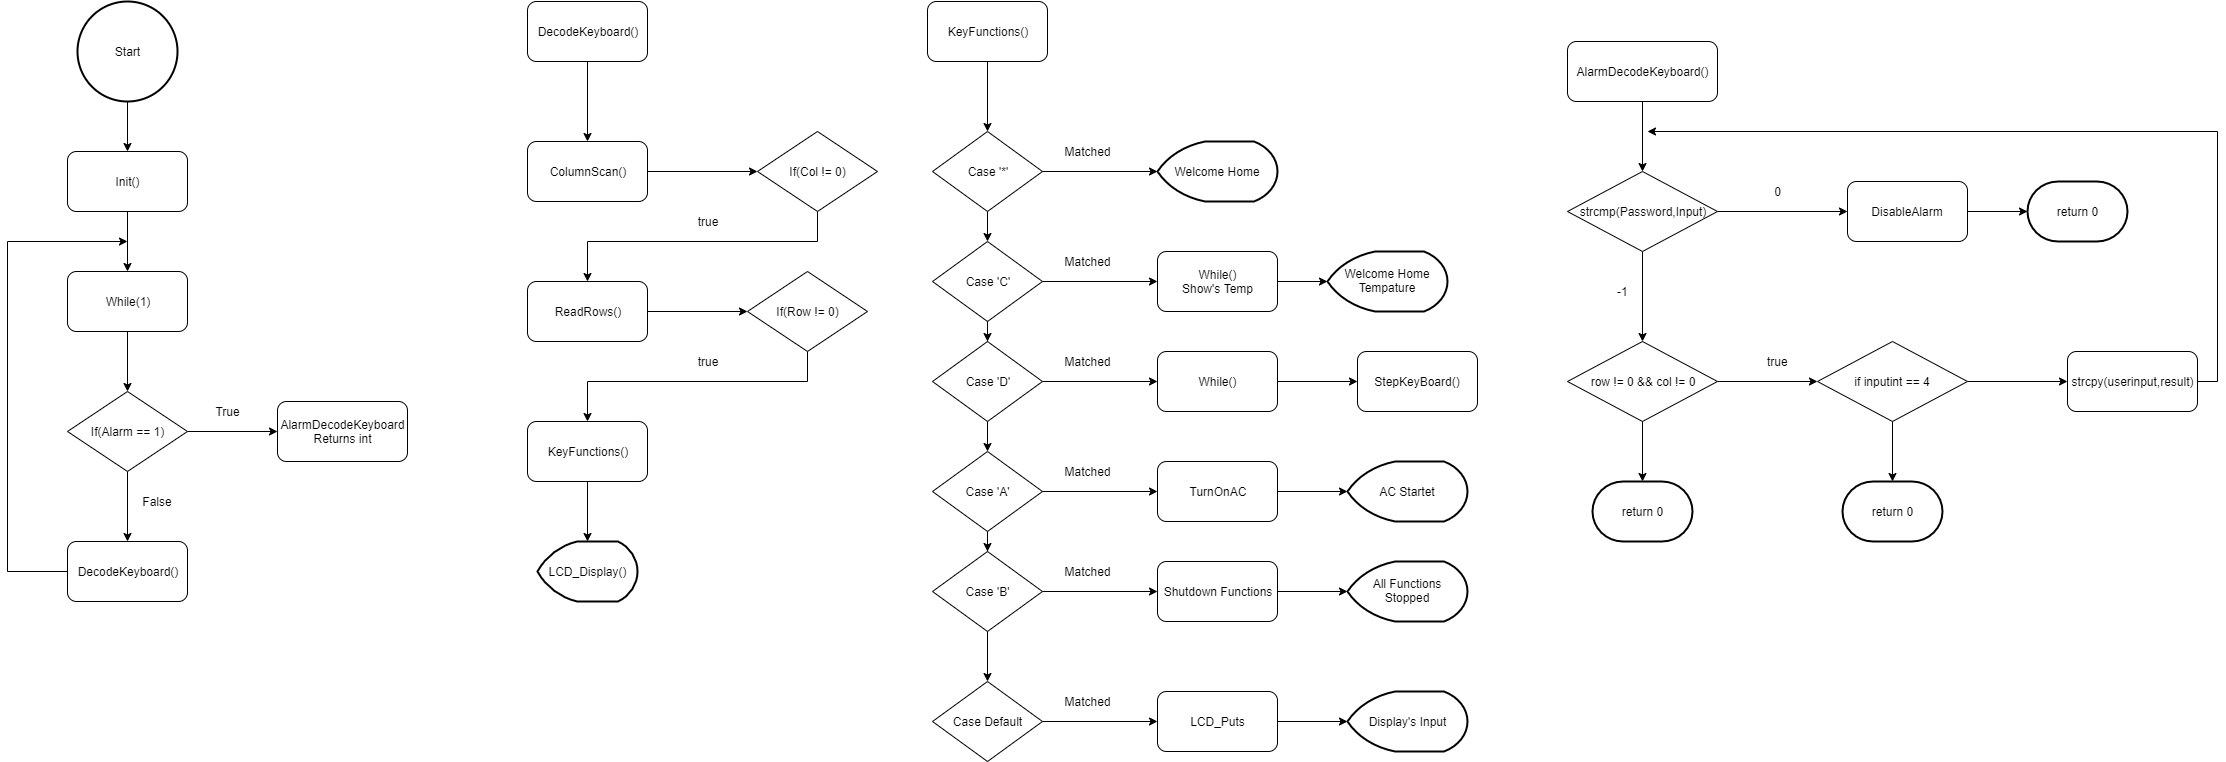 Start
Init()
While(1)
If(Alarm == 1)
True
AlarmDecodeKeyboard
Returns int
False
DecodeKeyboard()
DecodeKeyboard()
ColumnScan()
If(Col != 0)
true
ReadRows()
If(Row != 0)
true
KeyFunctions()
LCD_Display()
KeyFunctions()
Case '*'
Matched
Welcome Home
Case 'C'
Matched
While()
Show's Temp
Welcome Home
Tempature
Case 'D'
Matched
While()
StepKeyBoard()
Case 'A'
Matched
TurnOnAC
AC Startet
Case 'B'
Matched
Shutdown Functions
All Functions
Stopped
Case Default
Matched
LCD_Puts
Display's Input
AlarmDecodeKeyboard()
strcmp(Password,Input)
0
DisableAlarm
return 0
-1
row != 0 && col != 0
true
if inputint == 4
strcpy(userinput,result)
return 0
return 0